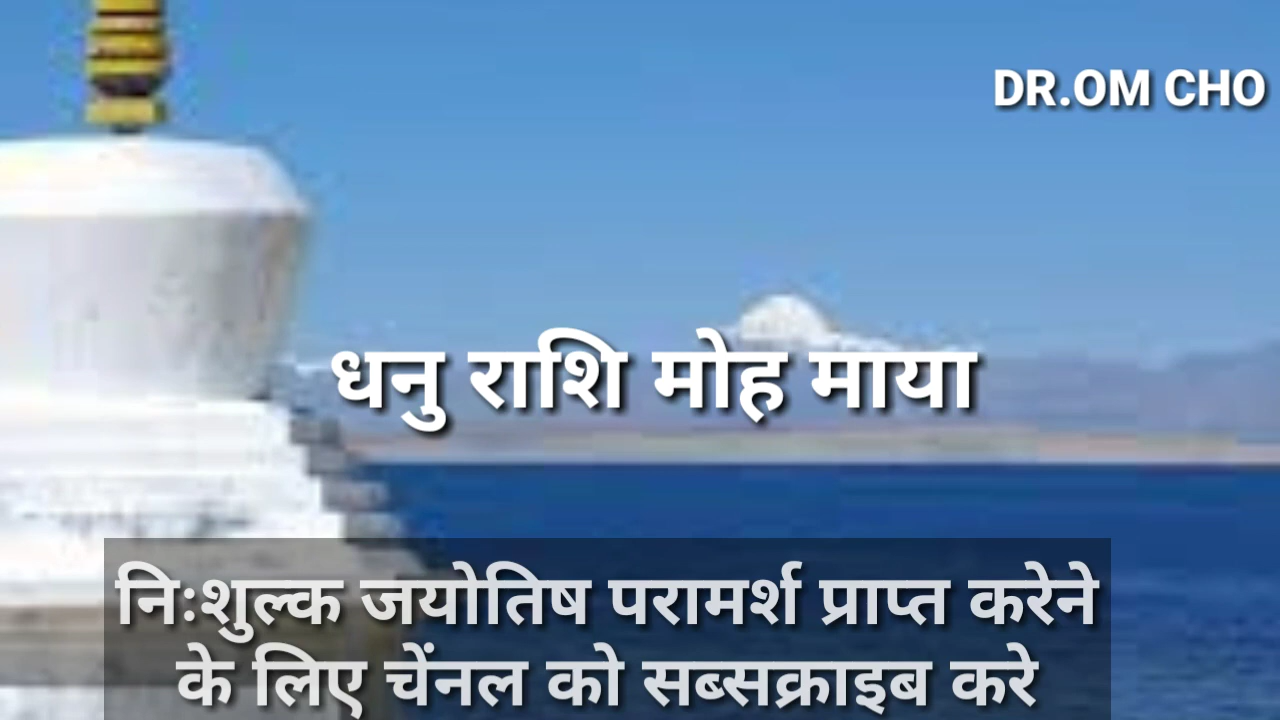 DR.OM CHO
धनु राशि मोह माया
निःशुल्क जयोतिष परामर्श प्राप्त करेने
के लिए चेंनल को सब्सक्राइब करे